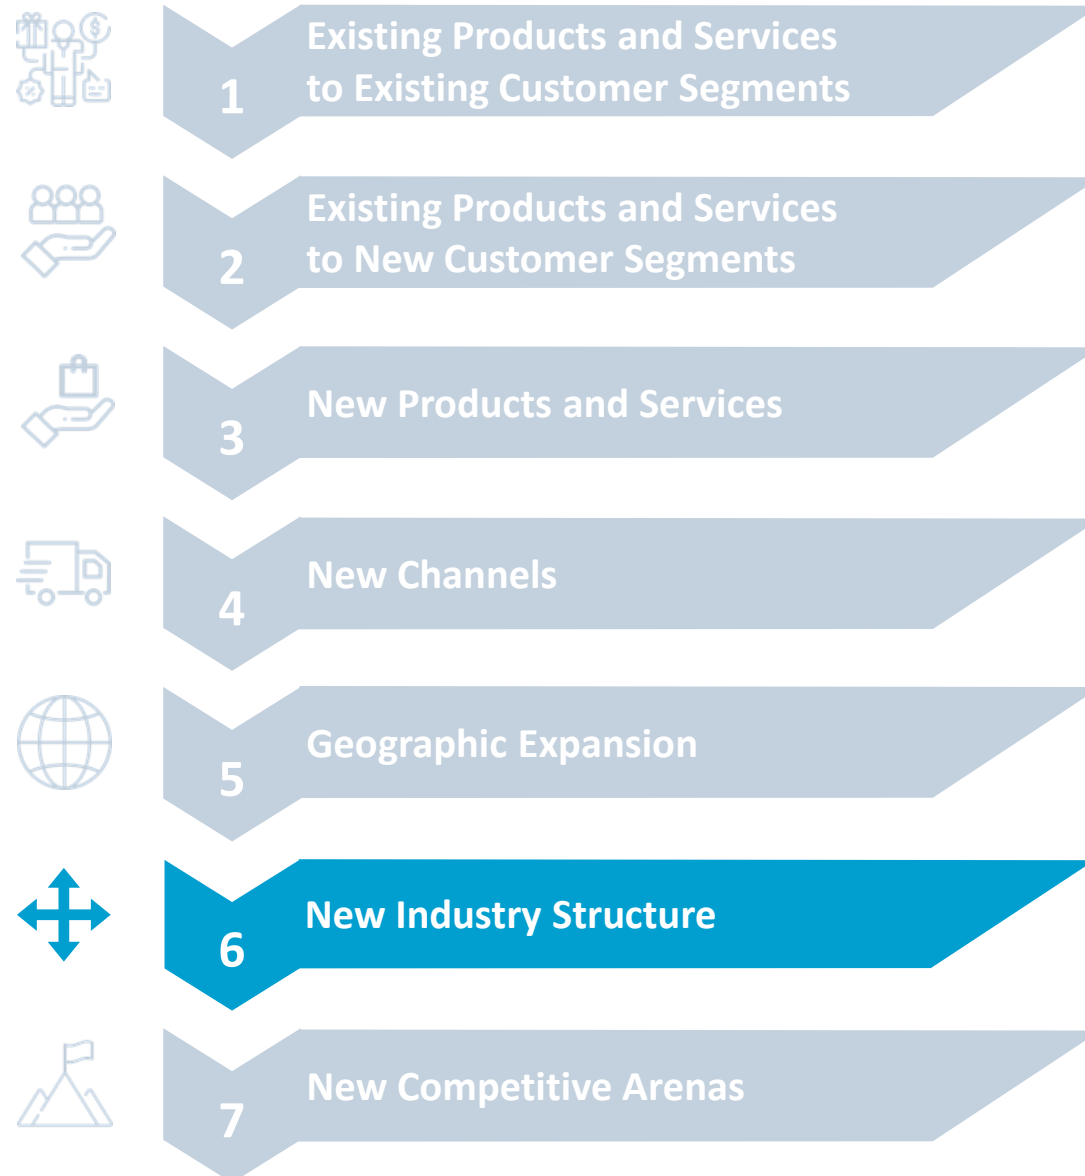 Existing Products and Services
to Existing Customer Segments
1
Existing Products and Services
to New Customer Segments
2
New Products and Services
3
New Channels
4
Geographic Expansion
5
New Industry Structure
6
New Competitive Arenas
7